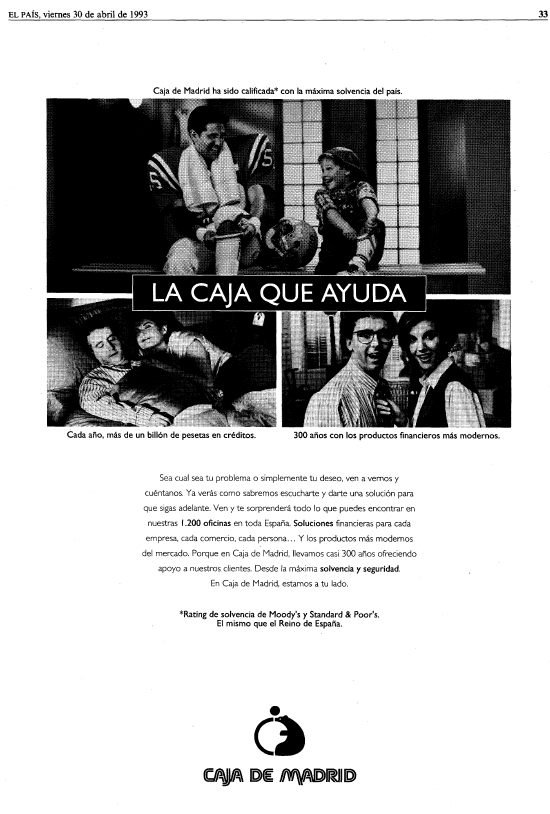 EL PAÍS, viernes 30 de abril de 1993
33
Caja de Madrid ha sido calificada* con la máxima solvencia del país.
LA CAJA QUE AYUDA
Cada año, más de un billón de pesetas en créditos.
300 años con los productos financieros más modernos.
Sea cual sea tu problema o simplemente tu deseo, ven a vernos y
cuéntanos. Ya verás como sabremos escucharte y darte una solución para
que sigas adelante. Ven y te sorprenderá todo lo que puedes encontrar en
nuestras 1.200 oficinas en toda España. Soluciones financieras para cada
empresa, cada comercio, cada persona... Y los productos más modernos
del mercado. Porque en Caja de Madrid, llevamos casi 300 años ofreciendo
apoyo a nuestros clientes. Desde la máxima solvencia y seguridad.
En Caja de Madrid, estamos a tu lado.
*Rating de solvencia de Moody's y Standard & Poor's.
El mismo que el Reino de España.
CAJA DE MADRID